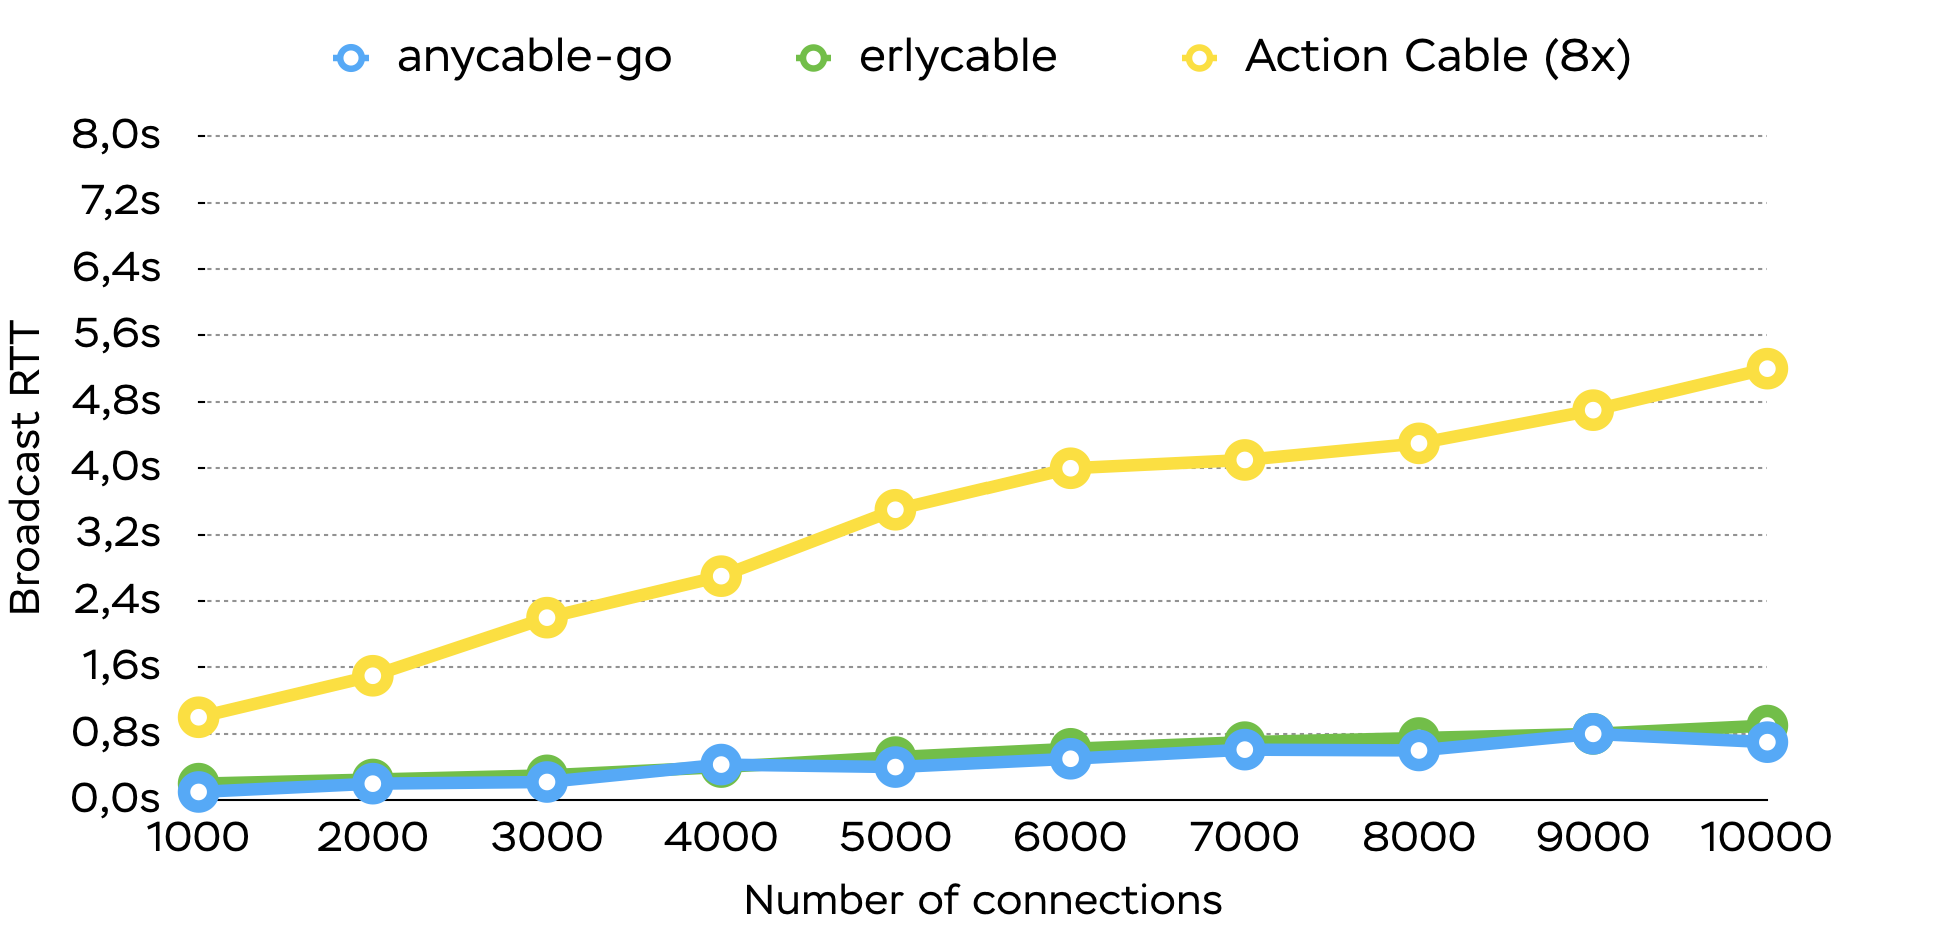 anycable-go erlycable Action Cable (8x)
8,0s
7,2s
6,4s
5,6s
4,8s
4,0s
3,2s
2,4s
1,6s
0,8s
0,0s
Broadcast RTT
1000 2000 3000 4000 5000 6000 7000 8000 9000 10000
Number of connections